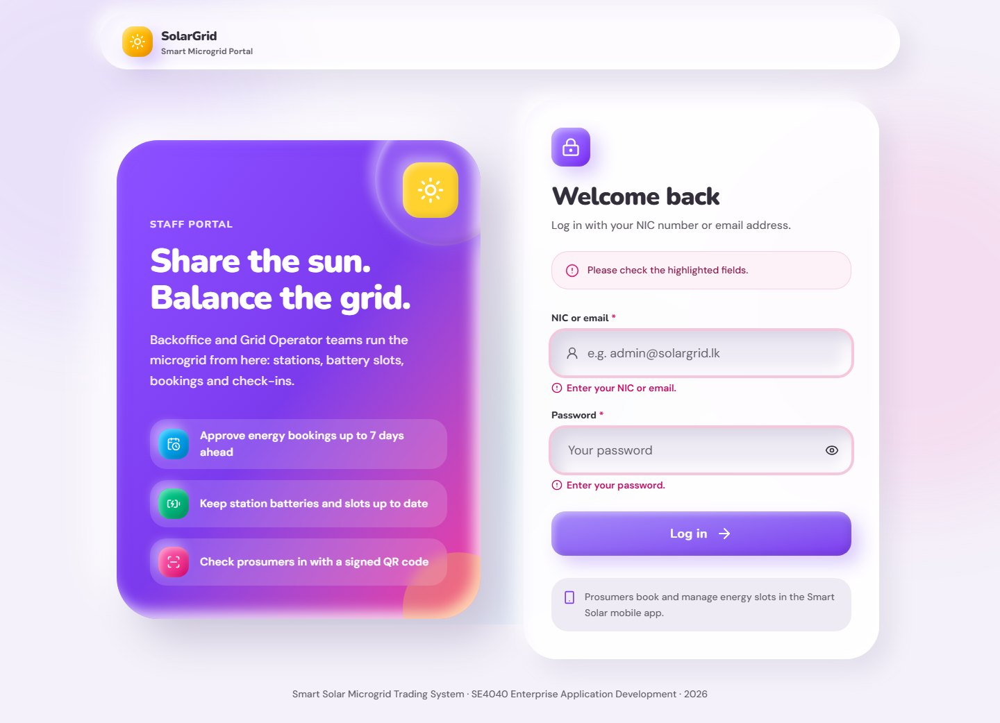 SolarGrid
Smart Microgrid Portal
STAFF PORTAL
Share the sun.
Balance the grid.
Backoffice and Grid Operator teams run the
microgrid from here: stations, battery slots,
bookings and check-ins.
Approve energy bookings up to 7 days
ahead
Keep station batteries and slots up to date
Check prosumers in with a signed QR code
Welcome back
Log in with your NIC number or email address.
Please check the highlighted fields.
NIC or email *
e.g. admin@solargrid.lk
Enter your NIC or email.
Password *
Your password
Enter your password.
Log in
Prosumers book and manage energy slots in the Smart
Solar mobile app.
Smart Solar Microgrid Trading System · SE4040 Enterprise Application Development · 2026